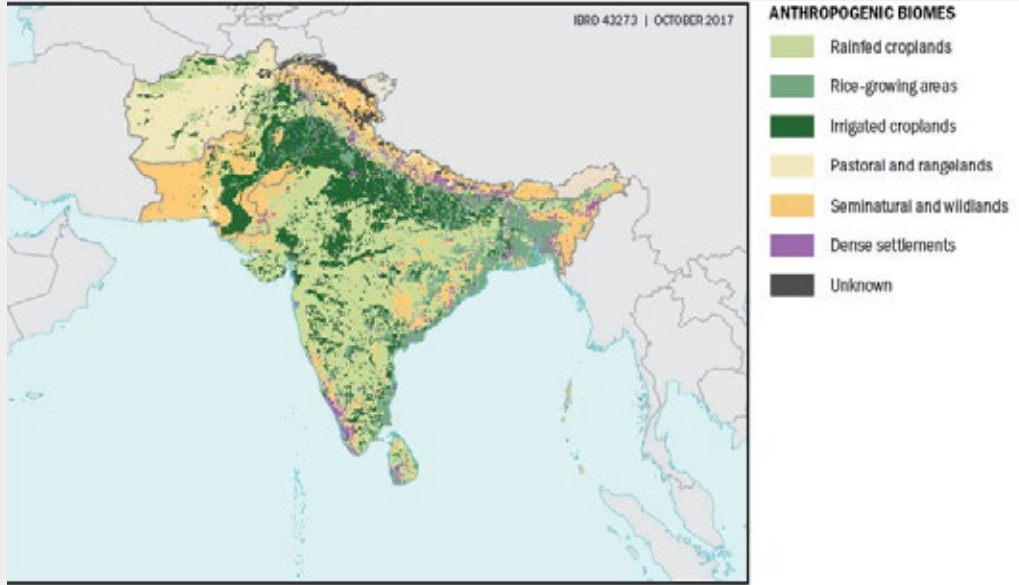 IBRD 43273 | OCTOBER 2017
ANTHROPOGENIC BIOMES
Rainfed croplands
Rice-growing areas
Irrigated croplands
Pastoral and rangelands
Seminatural and wildlands
Dense settlements
Unknown